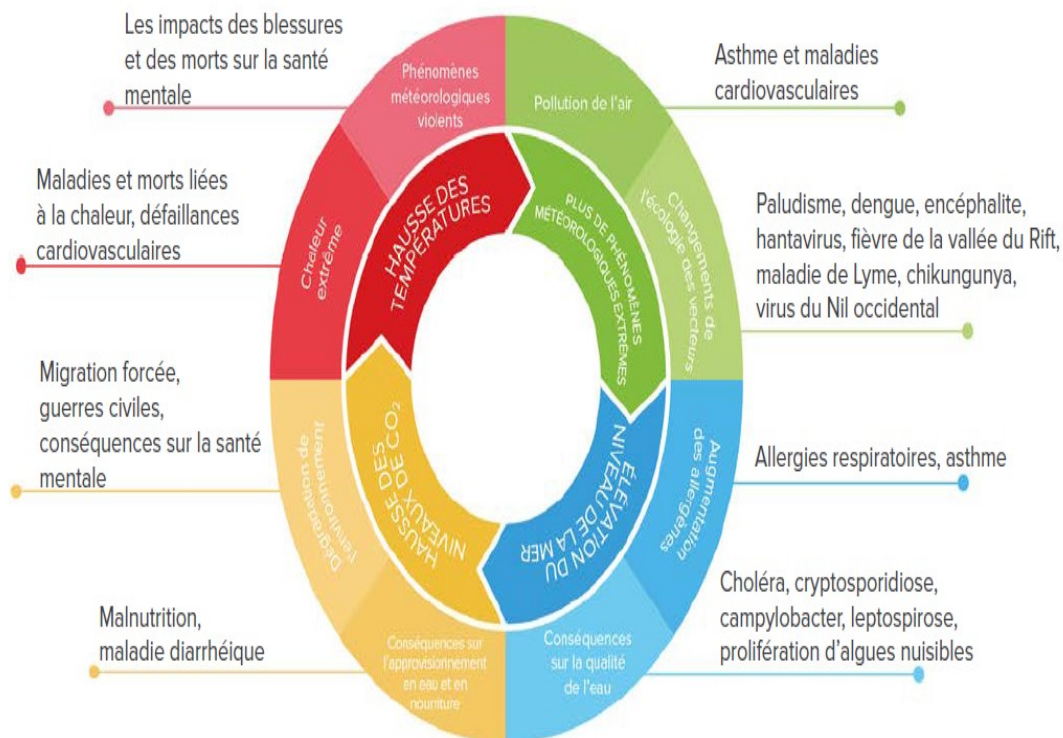 Les impacts des blessures
et des morts sur la santé
mentale
Phénomènes
météorologiques
violents
Pollution de l'air
Asthme et maladies
cardiovasculaires
Maladies et morts liées
à la chaleur, défaillances
cardiovasculaires
Chaleur
extrême
HAUSSE DES
TEMPÉRATURES
PLUS DE PHÉNOMÈNES
MÉTÉOROLOGIQUES EXTRÊMES
Changements de
l'écologie des vecteurs
Paludisme, dengue, encéphalite,
hantavirus, fièvre de la vallée du Rift,
maladie de Lyme, chikungunya,
virus du Nil occidental
Migration forcée,
guerres civiles,
conséquences sur la santé
mentale
Dégradation de
l'environnement
HAUSSE DES
NIVEAUX DE CO₂
ÉLÉVATION DU
NIVEAU DE LA MER
Augmentation
des allergènes
Allergies respiratoires, asthme
Malnutrition,
maladie diarrhéique
Conséquences sur
l'approvisionnement
en eau et en
nourriture
Conséquences
sur la qualité
de l'eau
Choléra, cryptosporidiose,
campylobacter, leptospirose,
prolifération d'algues nuisibles